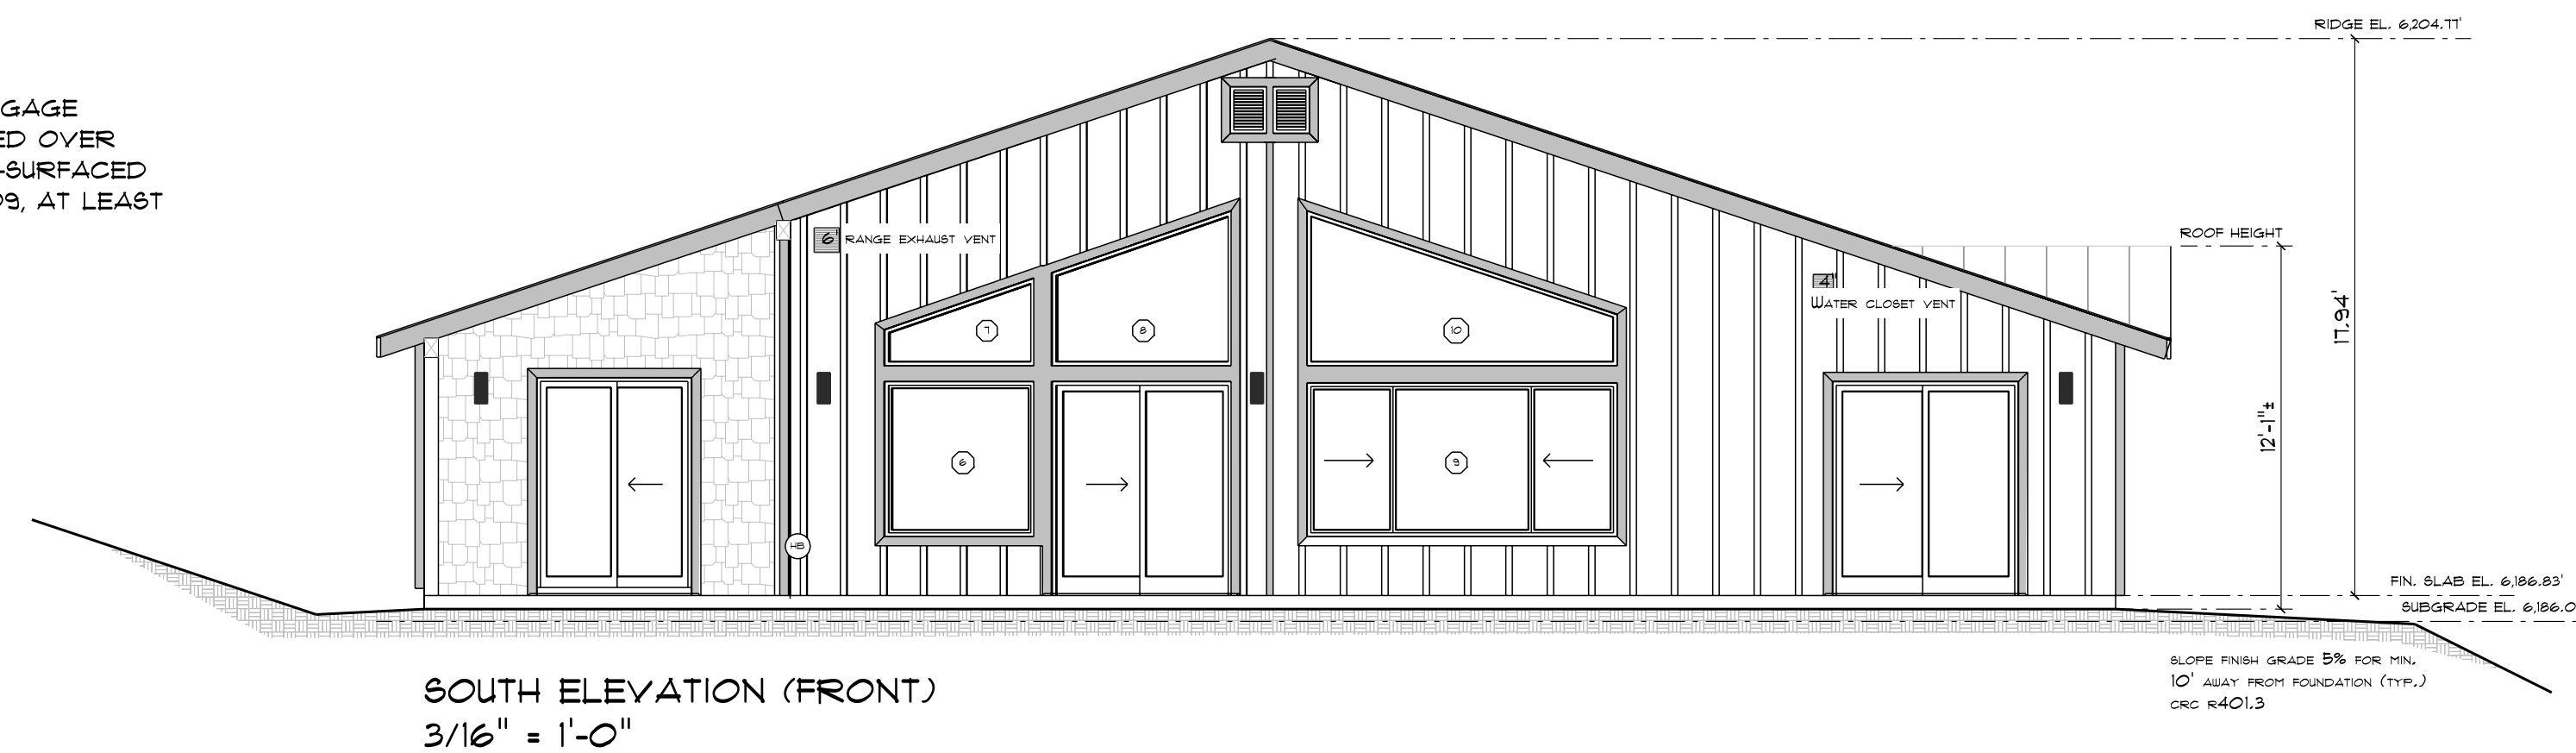 GAGE
ED OVER
-SURFACED
09, AT LEAST
RIDGE EL. 6,204.77'
6" RANGE EXHAUST VENT
ROOF HEIGHT
4"
WATER CLOSET VENT
17.94'
7
8
10
12'-1"±
6
9
HB
FIN. SLAB EL. 6,186.83'
SUBGRADE EL. 6,186.0
SLOPE FINISH GRADE 5% FOR MIN.
10' AWAY FROM FOUNDATION (TYP.)
CRC R401.3
SOUTH ELEVATION (FRONT)
3/16" = 1'-0"